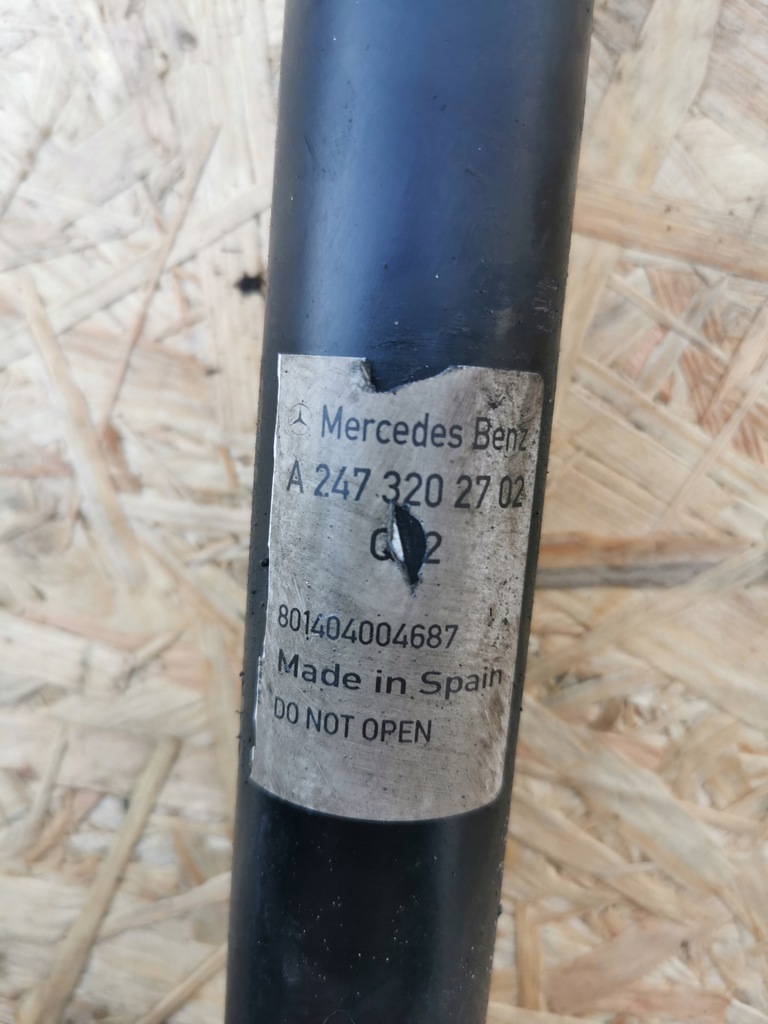 Mercedes Benz
A 247 320 27 02
801404004687
Made in Spain
DO NOT OPEN